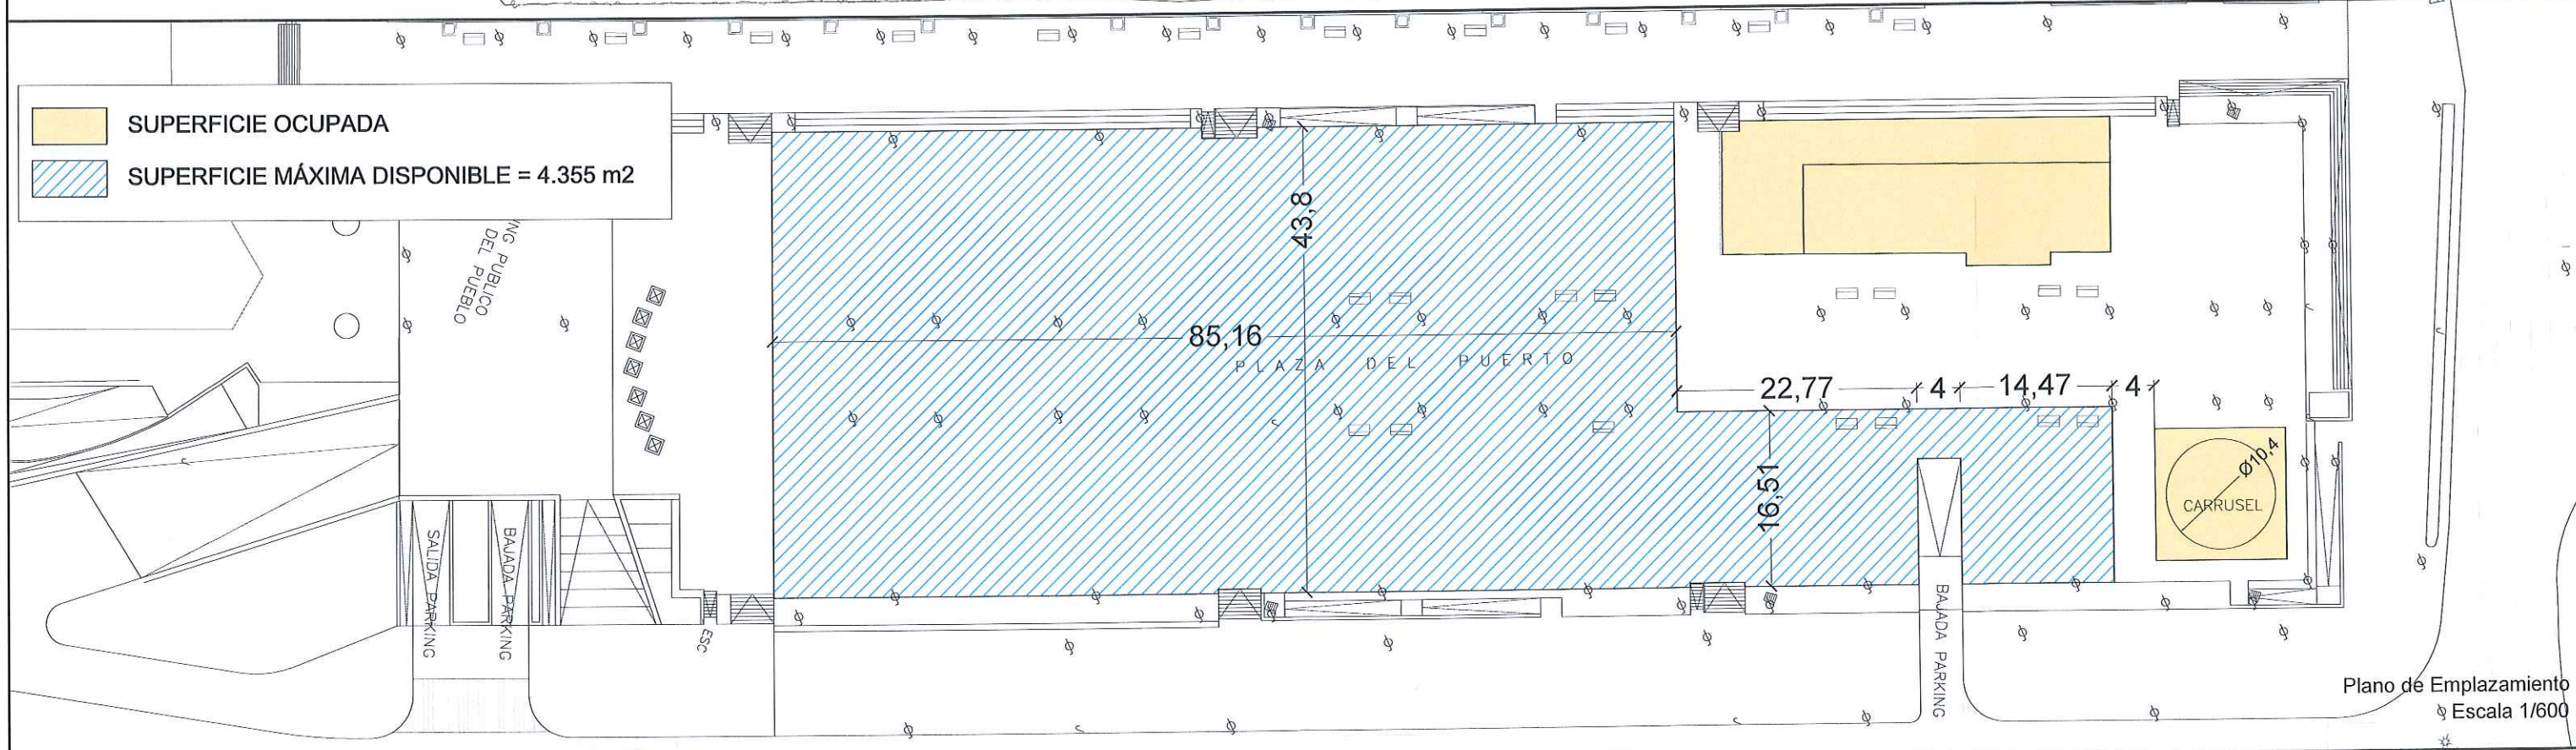 SUPERFICIE OCUPADA
SUPERFICIE MÁXIMA DISPONIBLE = 4.355 m2
PUBLICO
DEL PUEBLO
43,8
85,16
PLAZA DEL PUERTO
22,77
4
14,47
4
16,51
Ø10,4
CARRUSEL
SALIDA PARKING
BAJADA PARKING
ESC
BAJADA PARKING
Plano de Emplazamiento
Escala 1/600